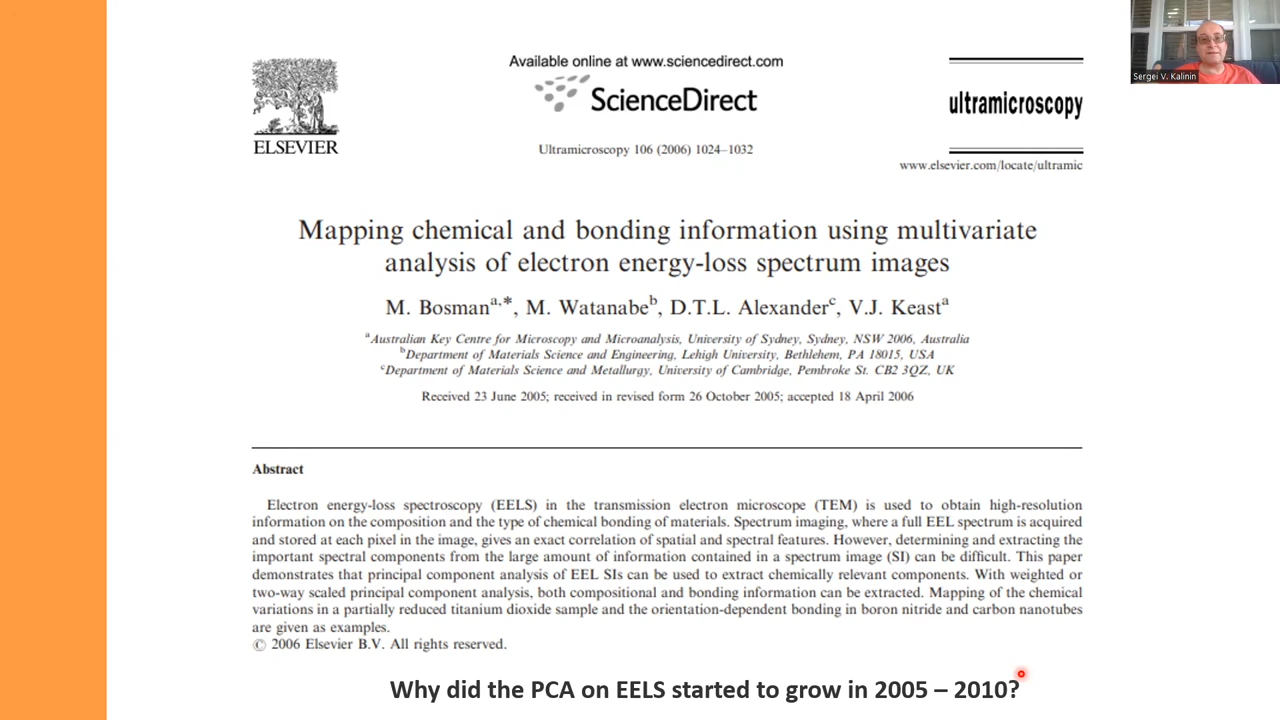 Available online at www.sciencedirect.com
ScienceDirect
ELSEVIER
Ultramicroscopy 106 (2006) 1024–1032
ultramicroscopy
www.elsevier.com/locate/ultramic
Sergei V. Kalinin
Mapping chemical and bonding information using multivariate
analysis of electron energy-loss spectrum images
M. Bosmanᵃ,*, M. Watanabeᵇ, D.T.L. Alexanderᶜ, V.J. Keastᵃ
ᵃAustralian Key Centre for Microscopy and Microanalysis, University of Sydney, Sydney, NSW 2006, Australia
ᵇDepartment of Materials Science and Engineering, Lehigh University, Bethlehem, PA 18015, USA
ᶜDepartment of Materials Science and Metallurgy, University of Cambridge, Pembroke St. CB2 3QZ, UK
Received 23 June 2005; received in revised form 26 October 2005; accepted 18 April 2006
Abstract
Electron energy-loss spectroscopy (EELS) in the transmission electron microscope (TEM) is used to obtain high-resolution
information on the composition and the type of chemical bonding of materials. Spectrum imaging, where a full EEL spectrum is acquired
and stored at each pixel in the image, gives an exact correlation of spatial and spectral features. However, determining and extracting the
important spectral components from the large amount of information contained in a spectrum image (SI) can be difficult. This paper
demonstrates that principal component analysis of EEL SIs can be used to extract chemically relevant components. With weighted or
two-way scaled principal component analysis, both compositional and bonding information can be extracted. Mapping of the chemical
variations in a partially reduced titanium dioxide sample and the orientation-dependent bonding in boron nitride and carbon nanotubes
are given as examples.
© 2006 Elsevier B.V. All rights reserved.
Why did the PCA on EELS started to grow in 2005 – 2010?